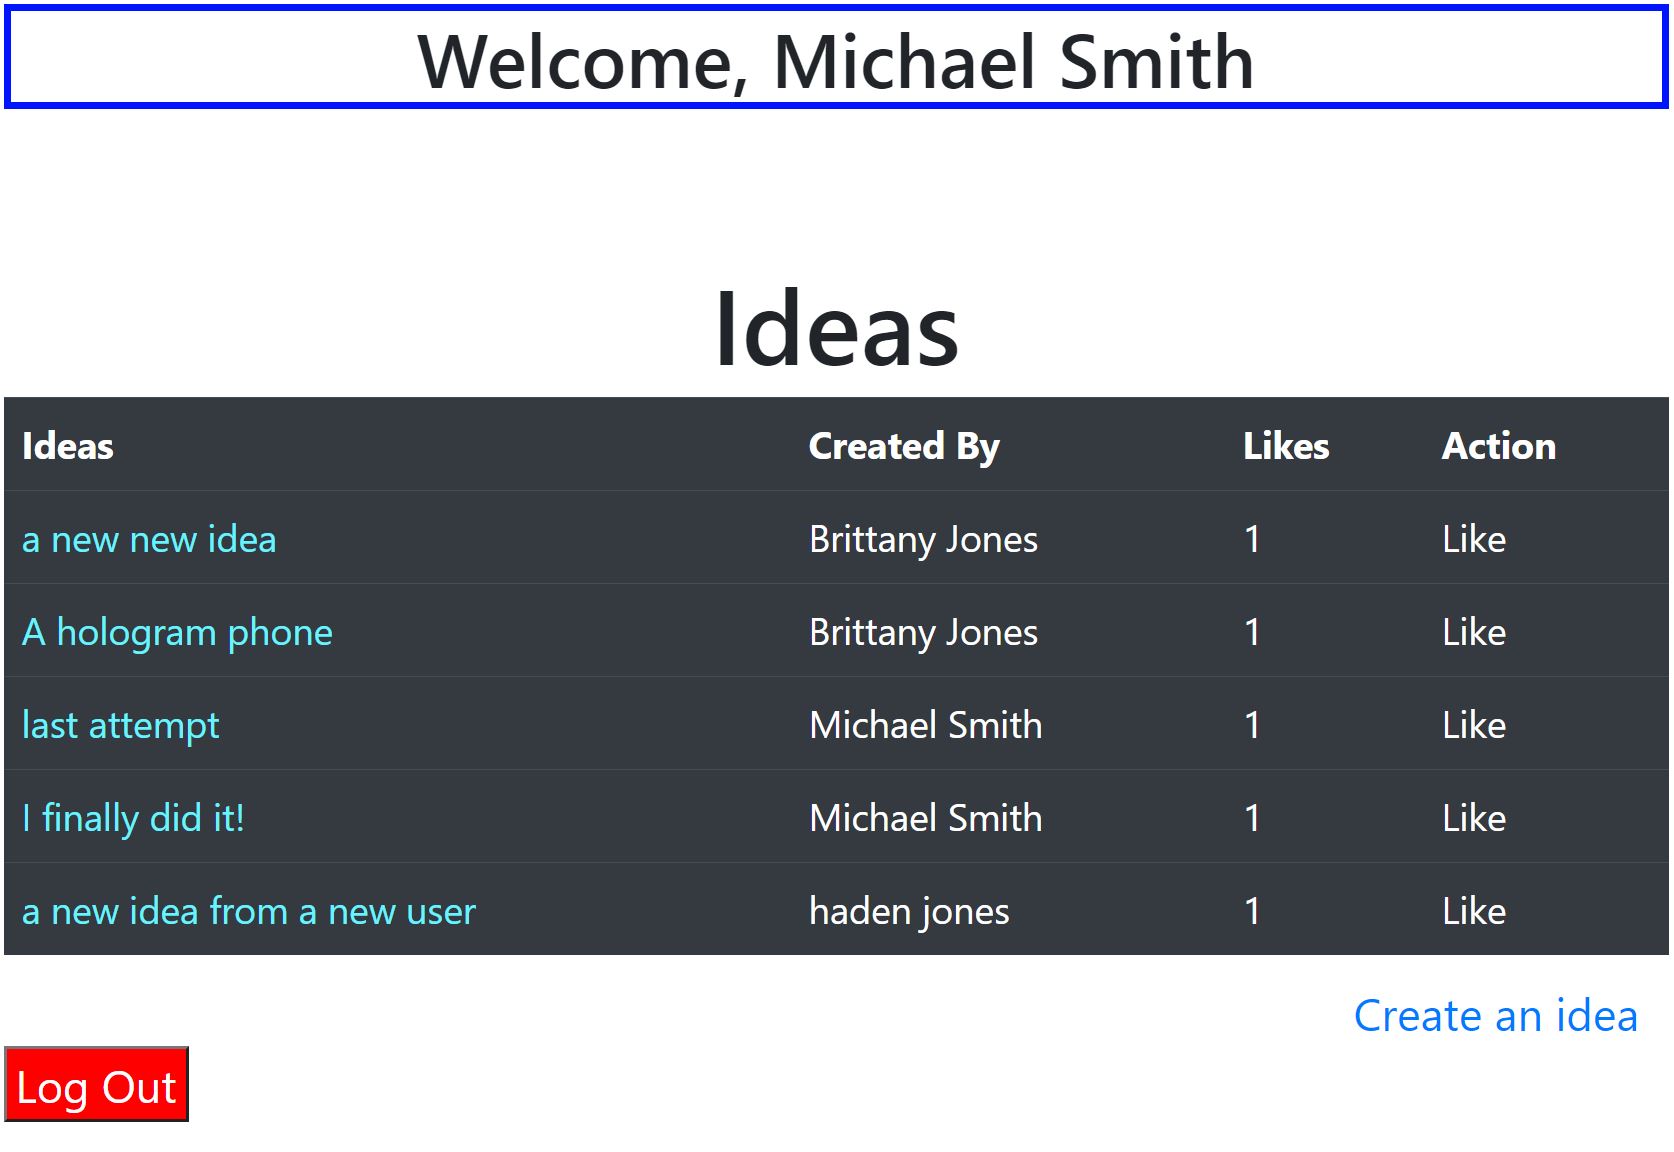 Welcome, Michael Smith
Ideas
Ideas Created By Likes Action
a new new idea Brittany Jones 1 Like
A hologram phone Brittany Jones 1 Like
last attempt Michael Smith 1 Like
I finally did it! Michael Smith 1 Like
a new idea from a new user haden jones 1 Like
Create an idea
Log Out